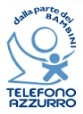 dalla parte dei BAMBINI
TELEFONO
AZZURRO